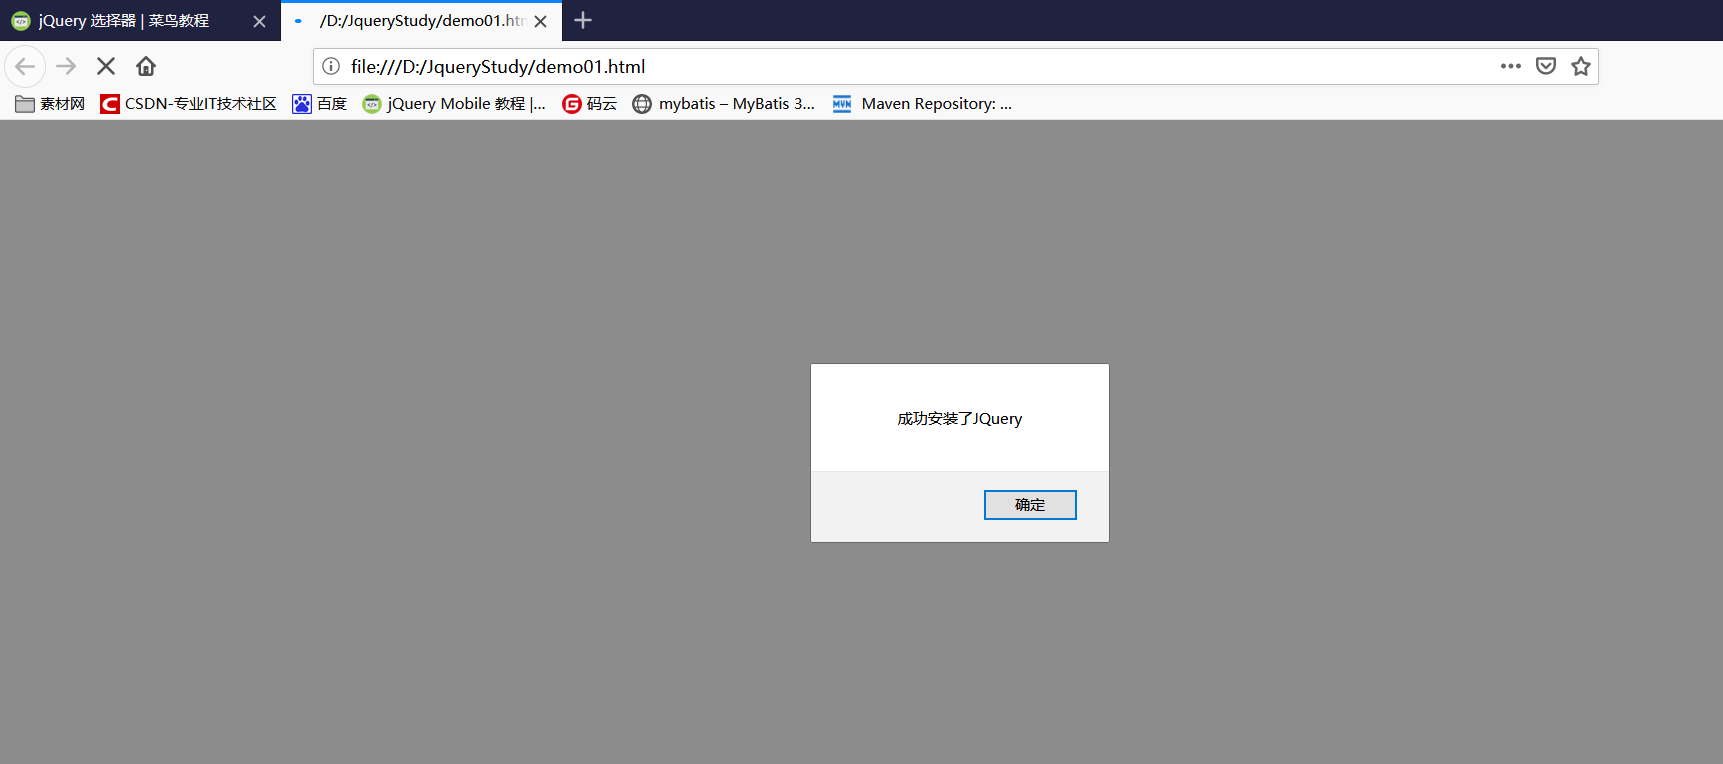 jQuery 选择器 | 菜鸟教程
/D:/JqueryStudy/demo01.htm
file:///D:/JqueryStudy/demo01.html
素材网 CSDN-专业IT技术社区 百度 jQuery Mobile 教程 |... 码云 mybatis – MyBatis 3... MVN Maven Repository: ...
成功安装了JQuery
确定